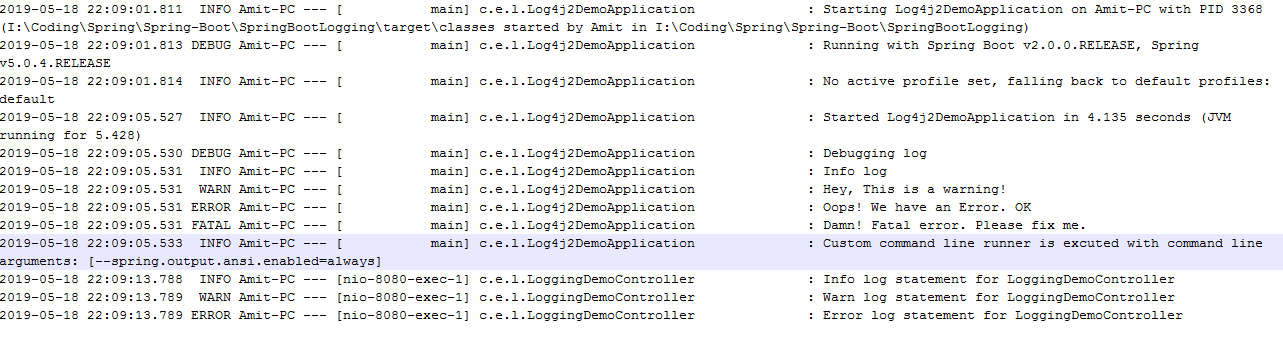 2019-05-18 22:09:01.811  INFO Amit-PC --- [           main] c.e.l.Log4j2DemoApplication              : Starting Log4j2DemoApplication on Amit-PC with PID 3368
(I:\Coding\Spring\Spring-Boot\SpringBootLogging\target\classes started by Amit in I:\Coding\Spring\Spring-Boot\SpringBootLogging)
2019-05-18 22:09:01.813 DEBUG Amit-PC --- [           main] c.e.l.Log4j2DemoApplication              : Running with Spring Boot v2.0.0.RELEASE, Spring
v5.0.4.RELEASE
2019-05-18 22:09:01.814  INFO Amit-PC --- [           main] c.e.l.Log4j2DemoApplication              : No active profile set, falling back to default profiles:
default
2019-05-18 22:09:05.527  INFO Amit-PC --- [           main] c.e.l.Log4j2DemoApplication              : Started Log4j2DemoApplication in 4.135 seconds (JVM
running for 5.428)
2019-05-18 22:09:05.530 DEBUG Amit-PC --- [           main] c.e.l.Log4j2DemoApplication              : Debugging log
2019-05-18 22:09:05.531  INFO Amit-PC --- [           main] c.e.l.Log4j2DemoApplication              : Info log
2019-05-18 22:09:05.531  WARN Amit-PC --- [           main] c.e.l.Log4j2DemoApplication              : Hey, This is a warning!
2019-05-18 22:09:05.531 ERROR Amit-PC --- [           main] c.e.l.Log4j2DemoApplication              : Oops! We have an Error. OK
2019-05-18 22:09:05.531 FATAL Amit-PC --- [           main] c.e.l.Log4j2DemoApplication              : Damn! Fatal error. Please fix me.
2019-05-18 22:09:05.533  INFO Amit-PC --- [           main] c.e.l.Log4j2DemoApplication              : Custom command line runner is excuted with command line
arguments: [--spring.output.ansi.enabled=always]
2019-05-18 22:09:13.788  INFO Amit-PC --- [nio-8080-exec-1] c.e.l.LoggingDemoController              : Info log statement for LoggingDemoController
2019-05-18 22:09:13.789  WARN Amit-PC --- [nio-8080-exec-1] c.e.l.LoggingDemoController              : Warn log statement for LoggingDemoController
2019-05-18 22:09:13.789 ERROR Amit-PC --- [nio-8080-exec-1] c.e.l.LoggingDemoController              : Error log statement for LoggingDemoController